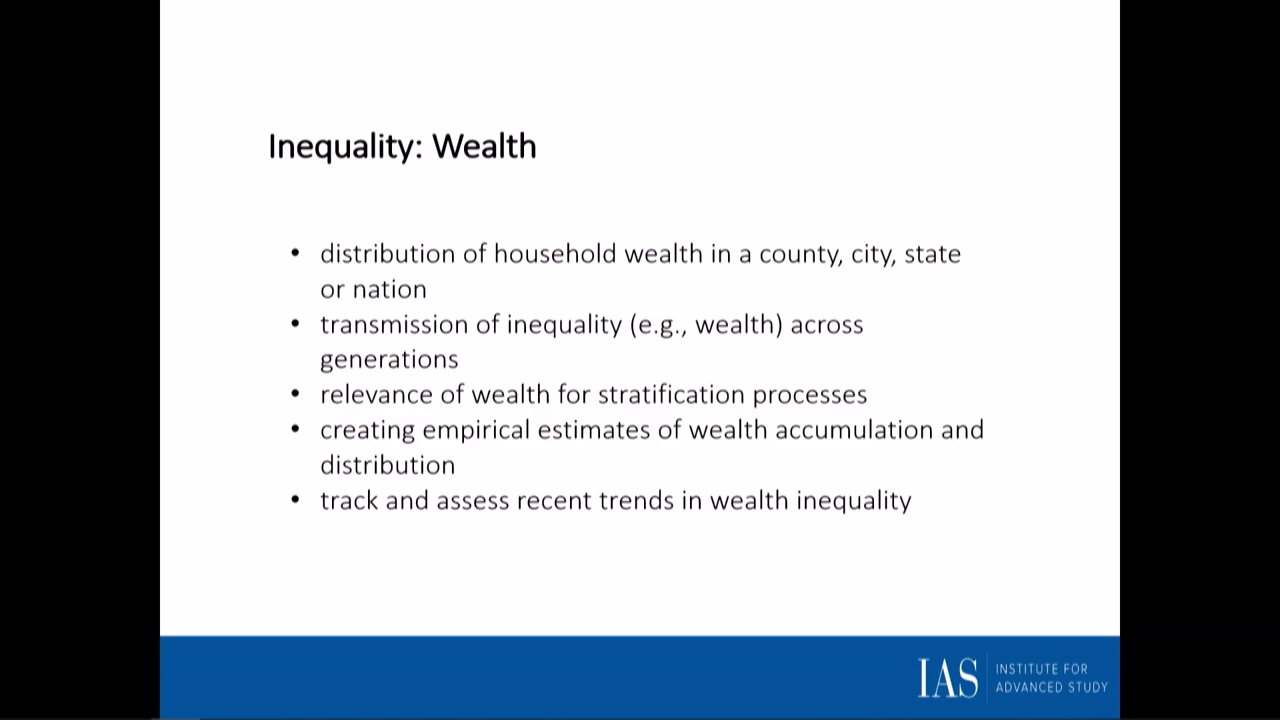 Inequality: Wealth
• distribution of household wealth in a county, city, state
or nation
• transmission of inequality (e.g., wealth) across
generations
• relevance of wealth for stratification processes
• creating empirical estimates of wealth accumulation and
distribution
• track and assess recent trends in wealth inequality
IAS
INSTITUTE FOR
ADVANCED STUDY